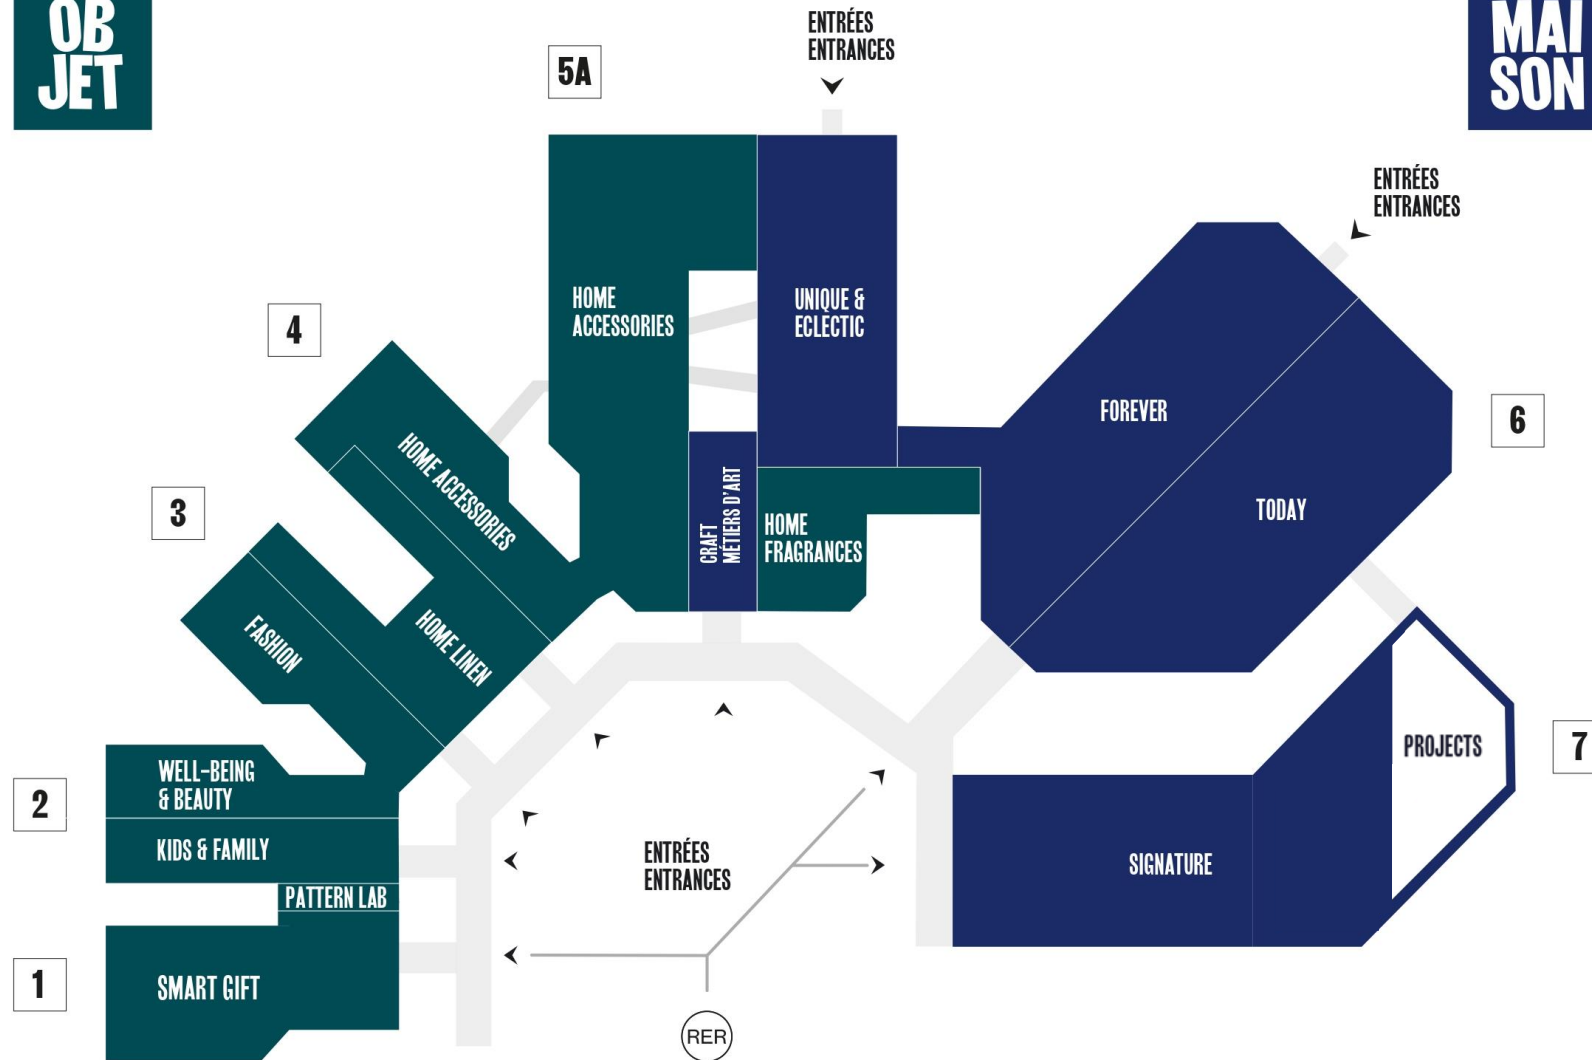 OB
JET
5A
ENTRÉES
ENTRANCES
MAI
SON
ENTRÉES
ENTRANCES
HOME
ACCESSORIES
UNIQUE &
ECLECTIC
4
HOME ACCESSORIES
FOREVER
6
3
CRAFT
MÉTIERS D'ART
HOME
FRAGRANCES
TODAY
FASHION
HOME LINEN
PROJECTS
7
WELL-BEING
& BEAUTY
2
KIDS & FAMILY
ENTRÉES
ENTRANCES
SIGNATURE
PATTERN LAB
1
SMART GIFT
RER